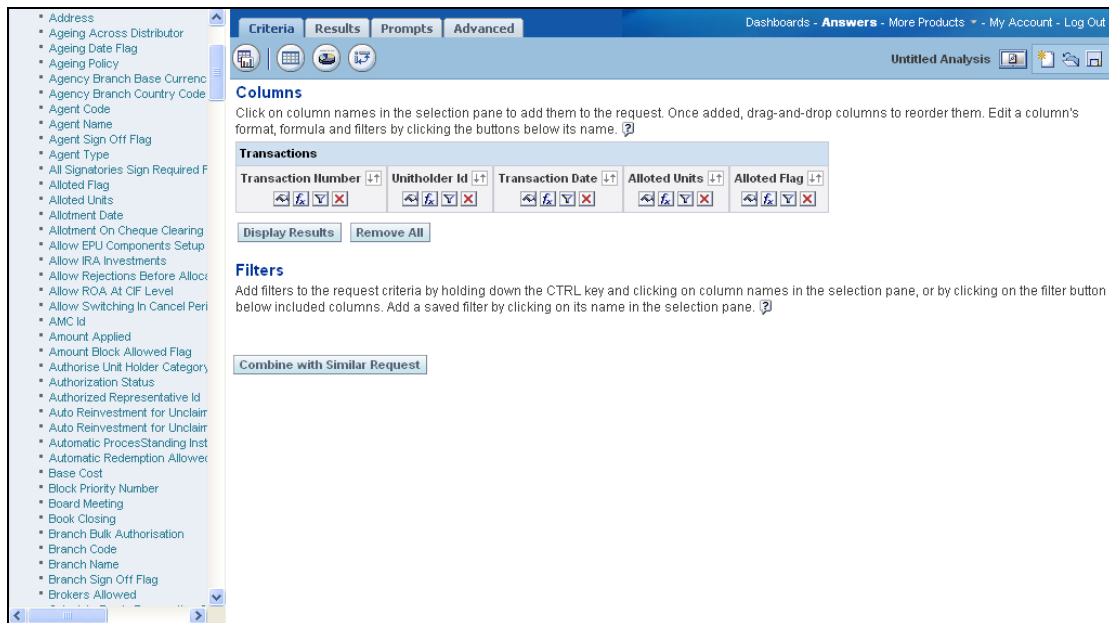 Address
Ageing Across Distributor
Ageing Date Flag
Ageing Policy
Agency Branch Base Currenc
Agency Branch Country Code
Agent Code
Agent Name
Agent Sign Off Flag
Agent Type
All Signatories Sign Required F
Alloted Flag
Alloted Units
Allotment Date
Allotment On Cheque Clearing
Allow EPU Components Setup
Allow IRA Investments
Allow Rejections Before Alloca
Allow ROA At CIF Level
Allow Switching In Cancel Peri
AMC Id
Amount Applied
Amount Block Allowed Flag
Authorise Unit Holder Category
Authorization Status
Authorized Representative Id
Auto Reinvestment for Unclaim
Auto Reinvestment for Unclaim
Automatic ProcesStanding Inst
Automatic Redemption Allowed
Base Cost
Block Priority Number
Board Meeting
Book Closing
Branch Bulk Authorisation
Branch Code
Branch Name
Branch Sign Off Flag
Brokers Allowed
Criteria Results Prompts Advanced
Dashboards - Answers - More Products - My Account - Log Out
Untitled Analysis
Columns
Click on column names in the selection pane to add them to the request. Once added, drag-and-drop columns to reorder them. Edit a column's
format, formula and filters by clicking the buttons below its name.
Transactions
Transaction Number Unitholder Id Transaction Date Alloted Units Alloted Flag
Display Results Remove All
Filters
Add filters to the request criteria by holding down the CTRL key and clicking on column names in the selection pane, or by clicking on the filter button
below included columns. Add a saved filter by clicking on its name in the selection pane.
Combine with Similar Request